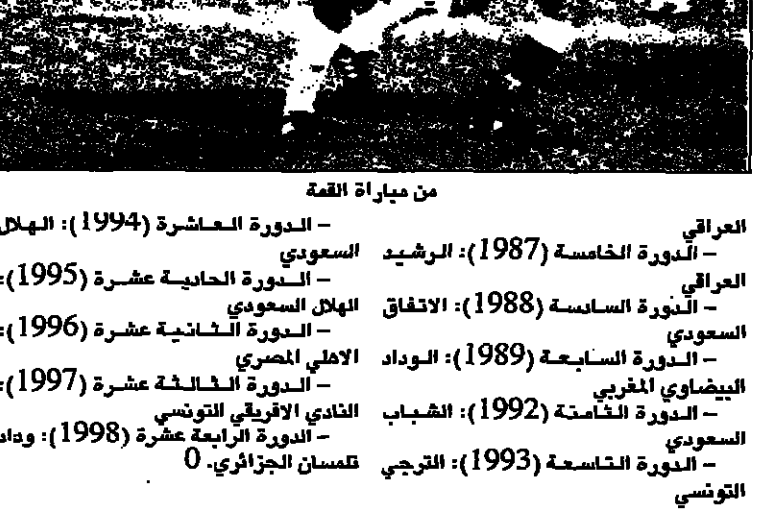 من مباراة القمة
العراقي
– الدورة الخامسة (1987): الرشيد
العراقي
– الدورة السادسة (1988): الاتفاق
السعودي
– الدورة السابعة (1989): الوداد
البيضاوي المغربي
– الدورة الثامنة (1992): الشباب
السعودي
– الدورة التاسعة (1993): الترجي
التونسي
– الدورة العاشرة (1994): الهلال
السعودي
– الدورة الحادية عشرة (1995):
الهلال السعودي
– الدورة الثانية عشرة (1996):
الاهلي المصري
– الدورة الثالثة عشرة (1997):
النادي الافريقي التونسي
– الدورة الرابعة عشرة (1998): وداد
تلمسان الجزائري. 0